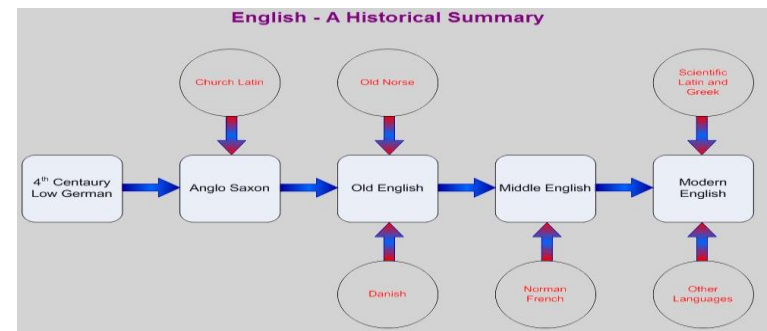 English - A Historical Summary
Church Latin
Old Norse
Scientific
Latin and
Greek
4th Centaury
Low German
Anglo Saxon
Old English
Middle English
Modern
English
Danish
Norman
French
Other
Languages